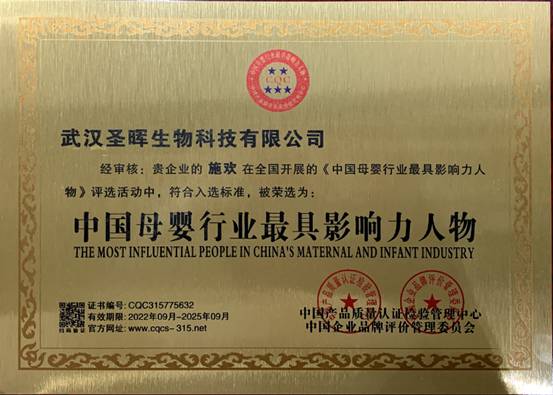 CQC
武汉圣晖生物科技有限公司
经审核：贵企业的 施欢 在全国开展的《中国母婴行业最具影响力人
物》评选活动中，符合入选标准，被荣选为：
中国母婴行业最具影响力人物
THE MOST INFLUENTIAL PEOPLE IN CHINA'S MATERNAL AND INFANT INDUSTRY
证书编号: CQC315775632
有效期限: 2022年09月-2025年09月
官方网站: www.cqcs-315.net
扫码验证
中国产品质量认证检验管理中心
中国企业品牌评价管理委员会